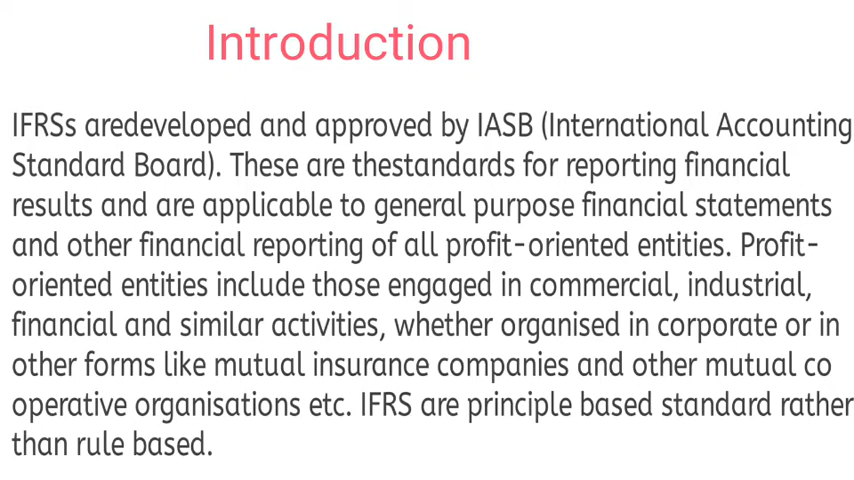 Introduction
IFRSs aredeveloped and approved by IASB (International Accounting
Standard Board). These are thestandards for reporting financial
results and are applicable to general purpose financial statements
and other financial reporting of all profit-oriented entities. Profit-
oriented entities include those engaged in commercial, industrial,
financial and similar activities, whether organised in corporate or in
other forms like mutual insurance companies and other mutual co
operative organisations etc. IFRS are principle based standard rather
than rule based.